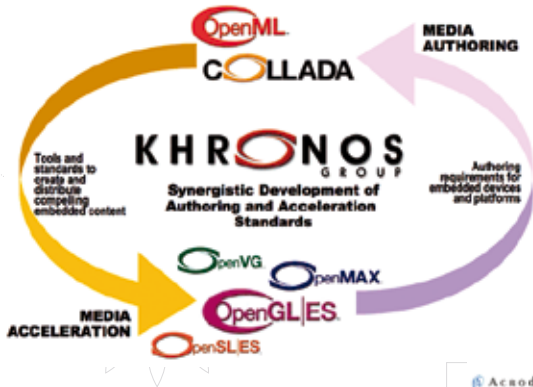 OpenML.
COLLADA
MEDIA
AUTHORING
Tools and
standards to
create and
distribute
compelling
embedded content
KHRONOS
GROUP
Synergistic Development of
Authoring and Acceleration
Standards
Authoring
requirements for
embedded devices
and platforms
OpenVG.
OpenMAX.
OpenGL|ES.
OpenSL|ES
MEDIA
ACCELERATION